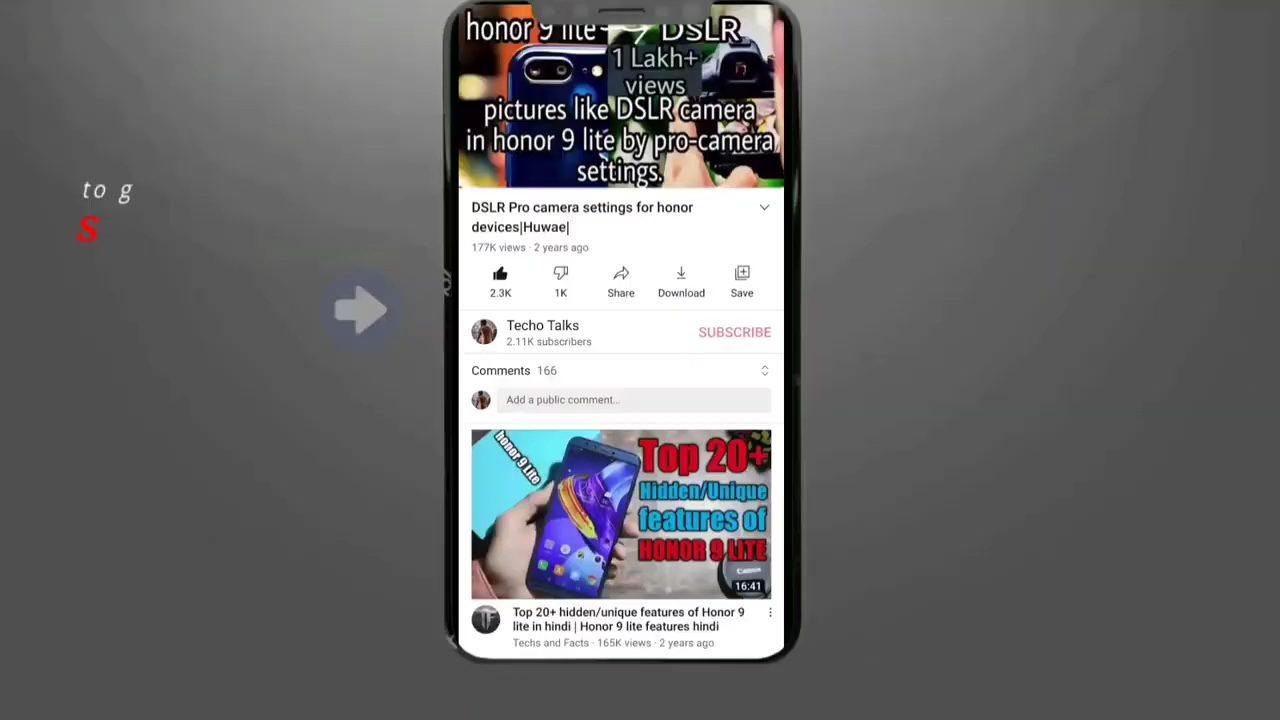 honor 9 lite
DSLR
1 Lakh+
views
pictures like DSLR camera
in honor 9 lite by pro-camera
settings.
to g
S
DSLR Pro camera settings for honor
devices|Huwae|
177K views · 2 years ago
2.3K
1K
Share
Download
Save
Techo Talks
2.11K subscribers
SUBSCRIBE
Comments 166
Add a public comment...
honor 9 Lite
Top 20+
Hidden/Unique
features of
HONOR 9 LITE
Canon
16:41
TF
Top 20+ hidden/unique features of Honor 9
lite in hindi | Honor 9 lite features hindi
Techs and Facts · 165K views · 2 years ago